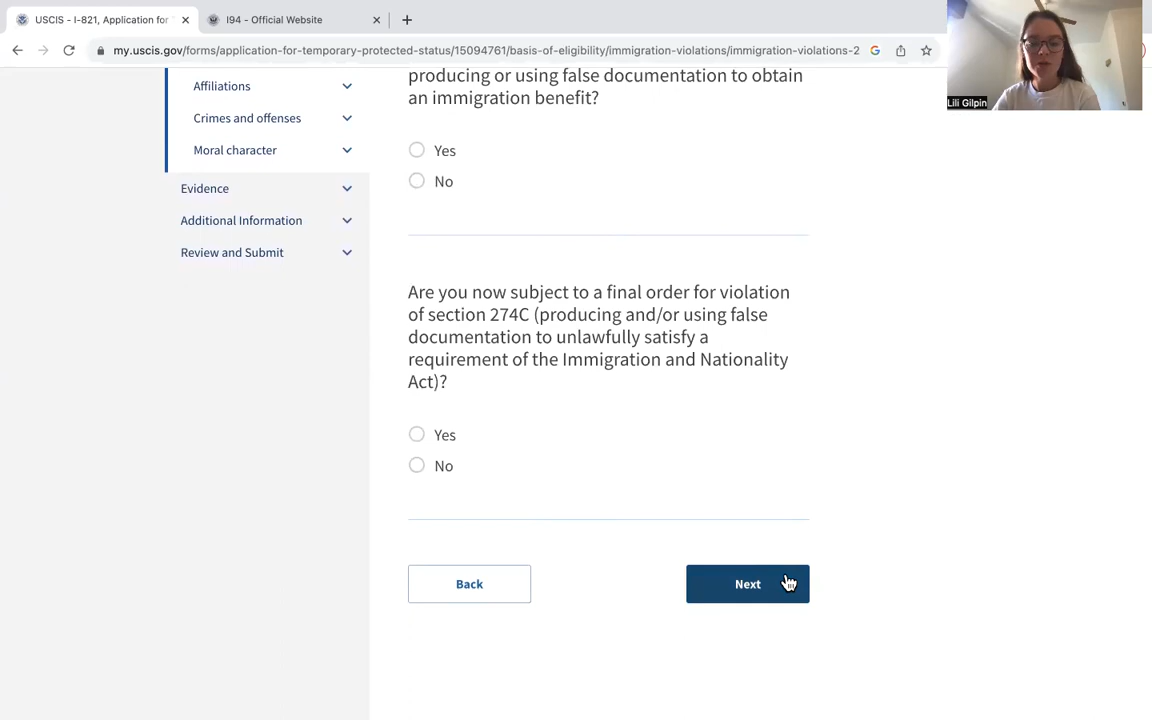 USCIS - I-821, Application for
I94 - Official Website
my.uscis.gov/forms/application-for-temporary-protected-status/15094761/basis-of-eligibility/immigration-violations/immigration-violations-2
Lili Gilpin
Affiliations
Crimes and offenses
Moral character
Evidence
Additional Information
Review and Submit
producing or using false documentation to obtain
an immigration benefit?
Yes
No
Are you now subject to a final order for violation
of section 274C (producing and/or using false
documentation to unlawfully satisfy a
requirement of the Immigration and Nationality
Act)?
Yes
No
Back
Next